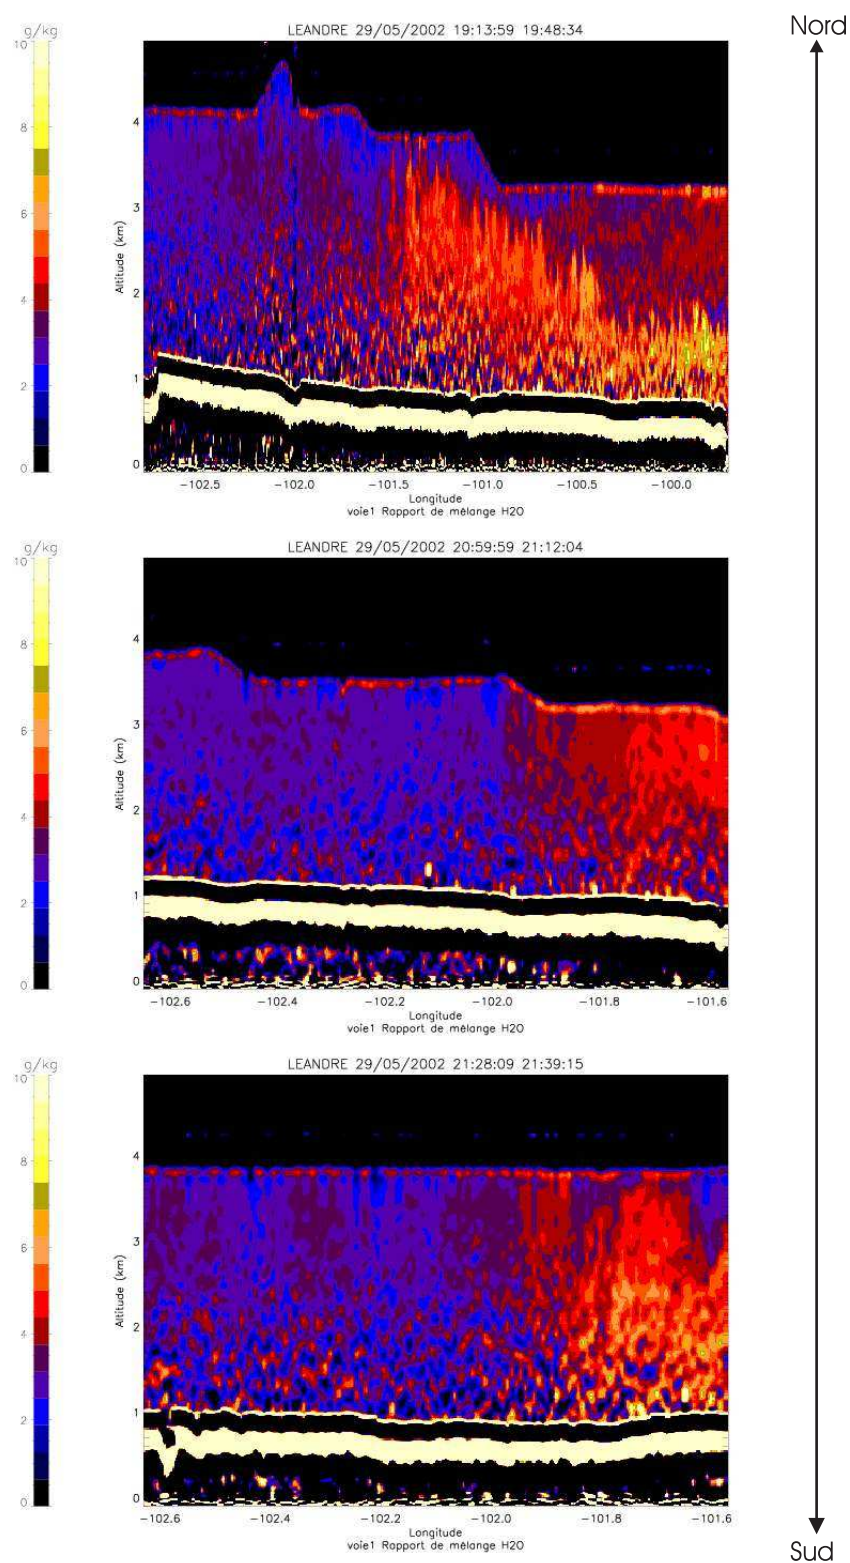 Nord
g/kg
LEANDRE 29/05/2002 19:13:59 19:48:34
10
8
6
4
2
0
Altitude (km)
4
3
2
1
0
-102.5 -102.0 -101.5 -101.0 -100.5 -100.0
Longitude
voie1 Rapport de mélange H2O
g/kg
LEANDRE 29/05/2002 20:59:59 21:12:04
10
8
6
4
2
0
Altitude (km)
4
3
2
1
0
-102.6 -102.4 -102.2 -102.0 -101.8 -101.6
Longitude
voie1 Rapport de mélange H2O
g/kg
LEANDRE 29/05/2002 21:28:09 21:39:15
10
8
6
4
2
0
Altitude (km)
4
3
2
1
0
-102.6 -102.4 -102.2 -102.0 -101.8 -101.6
Longitude
voie1 Rapport de mélange H2O
Sud